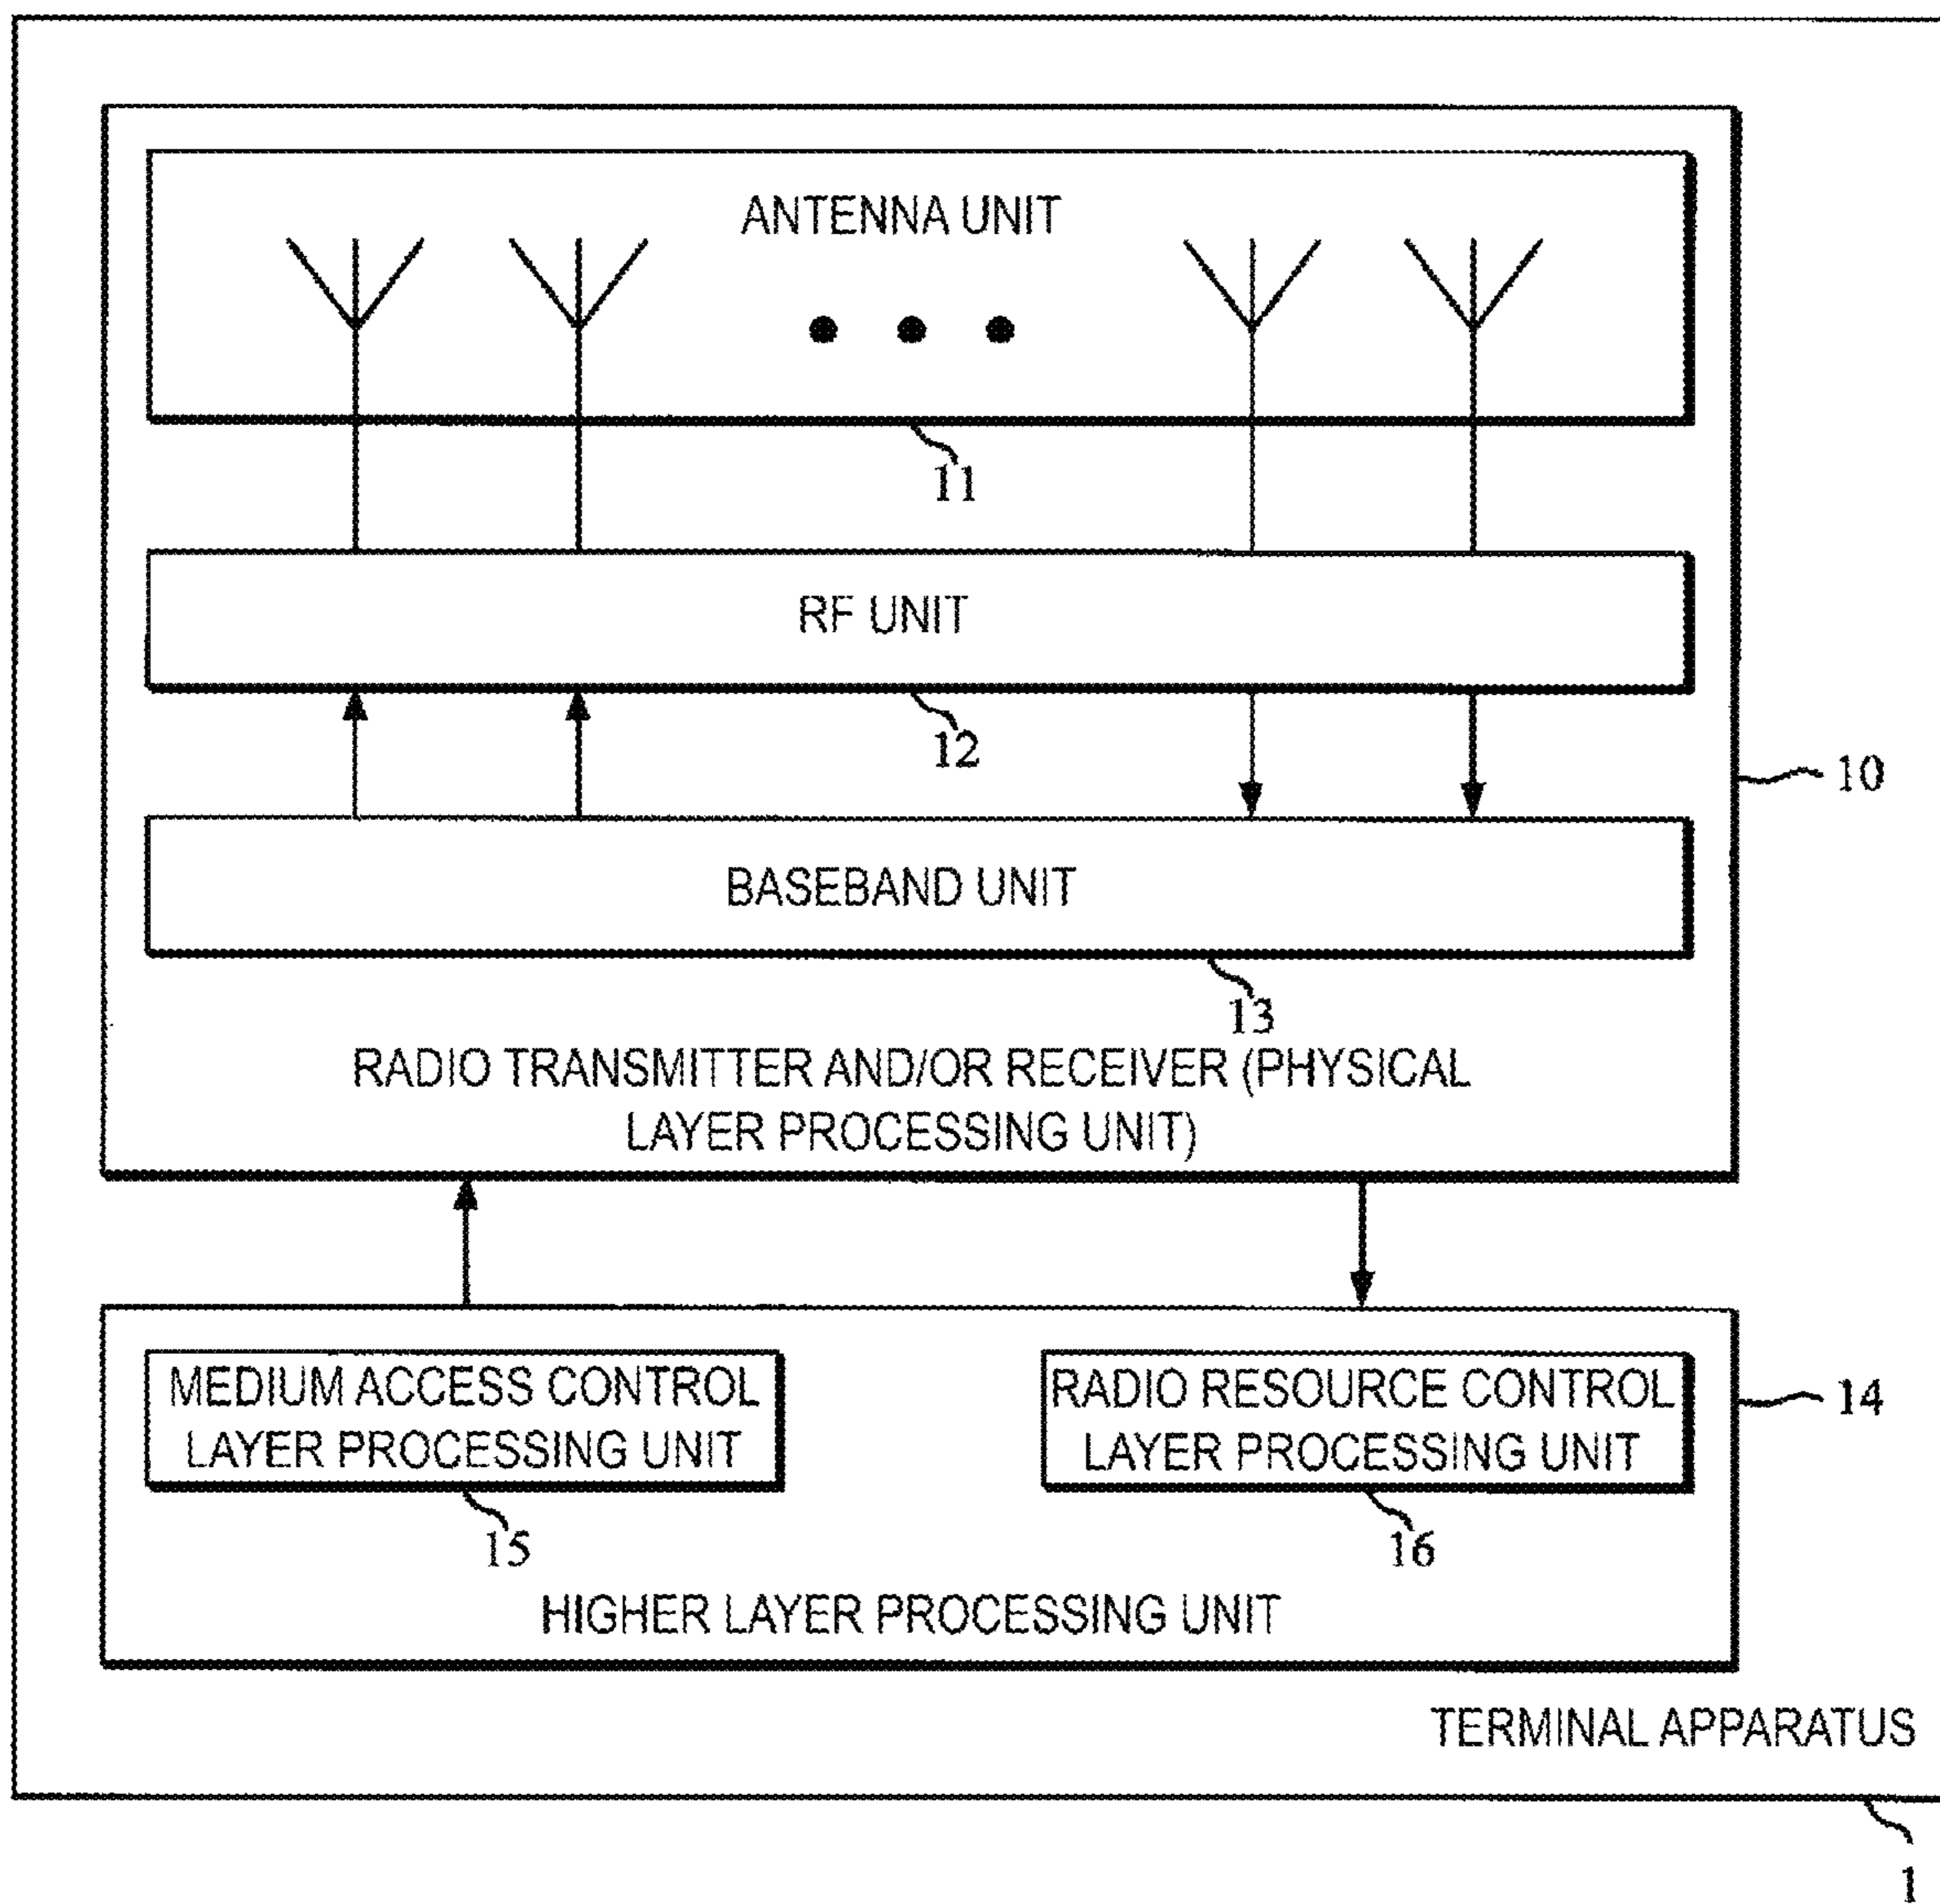 ANTENNA UNIT
11
RF UNIT
12
10
BASEBAND UNIT
13
RADIO TRANSMITTER AND/OR RECEIVER (PHYSICAL
LAYER PROCESSING UNIT)
MEDIUM ACCESS CONTROL
LAYER PROCESSING UNIT
15
RADIO RESOURCE CONTROL
LAYER PROCESSING UNIT
16
14
HIGHER LAYER PROCESSING UNIT
TERMINAL APPARATUS
1